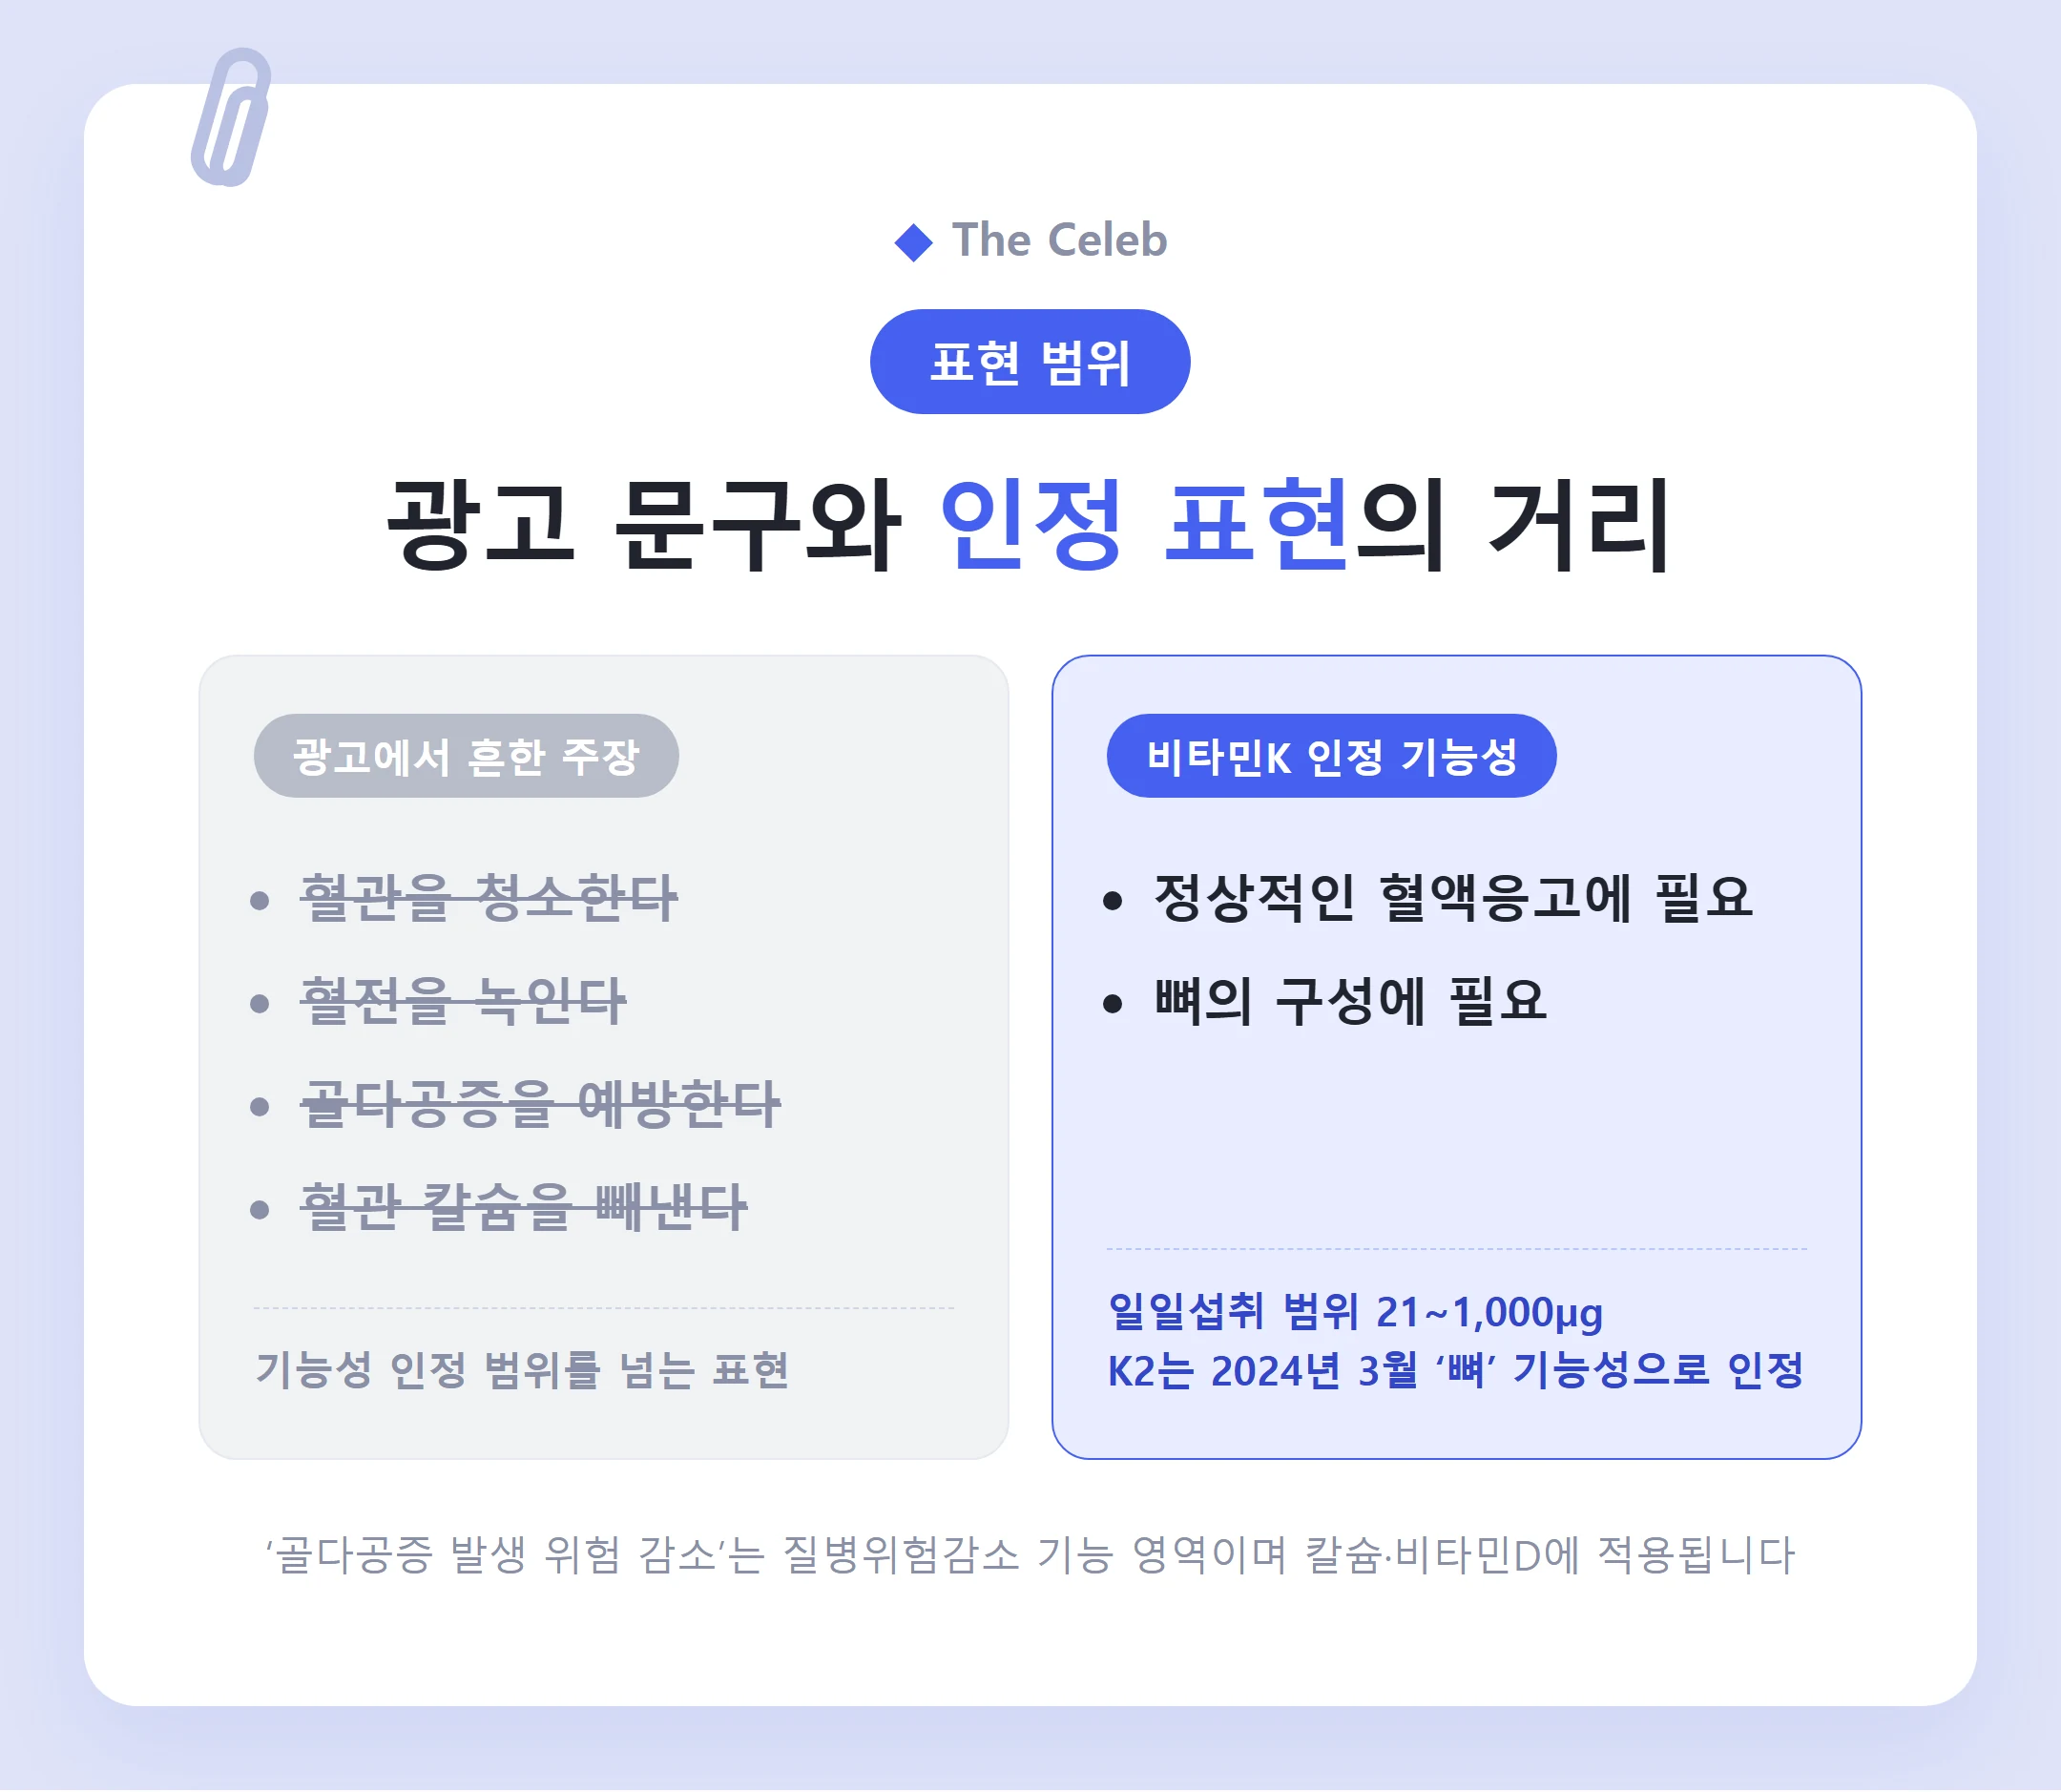 The Celeb
표현 범위
광고 문구와 인정 표현의 거리
광고에서 흔한 주장
혈관을 청소한다
혈전을 녹인다
골다공증을 예방한다
혈관 칼슘을 빼낸다
기능성 인정 범위를 넘는 표현
비타민K 인정 기능성
정상적인 혈액응고에 필요
뼈의 구성에 필요
일일섭취 범위 21~1,000µg
K2는 2024년 3월 ‘뼈’ 기능성으로 인정
‘골다공증 발생 위험 감소’는 질병위험감소 기능 영역이며 칼슘·비타민D에 적용됩니다